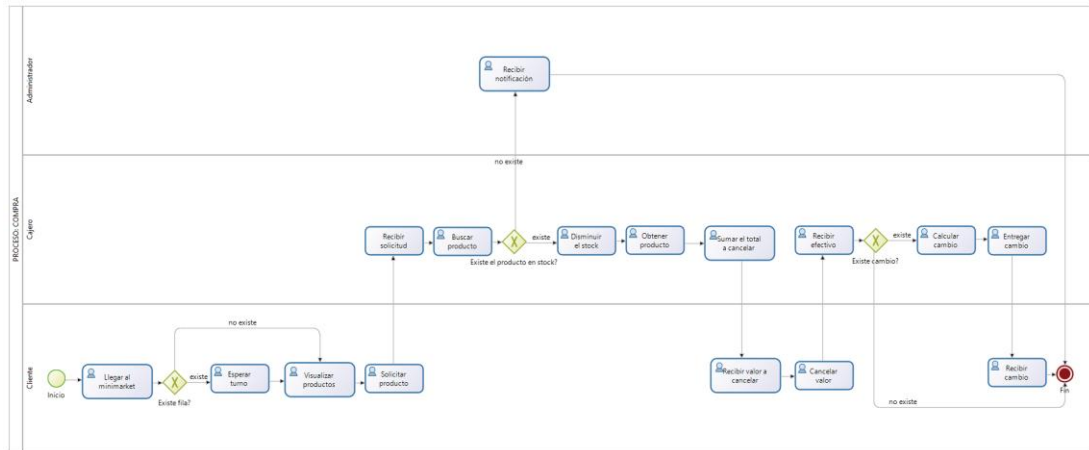 PROCESO: COMPRA
Administrador
Recibir
notificación
no existe
Cajero
Recibir
solicitud
Buscar
producto
existe
Existe el producto en stock?
Disminuir
el stock
Obtener
producto
Sumar el total
a cancelar
Recibir
efectivo
existe
Existe cambio?
Calcular
cambio
Entregar
cambio
Cliente
no existe
Inicio
Llegar al
minimarket
existe
Existe fila?
Esperar
turno
Visualizar
productos
Solicitar
producto
Recibir valor a
cancelar
Cancelar
valor
no existe
Recibir
cambio
Fin